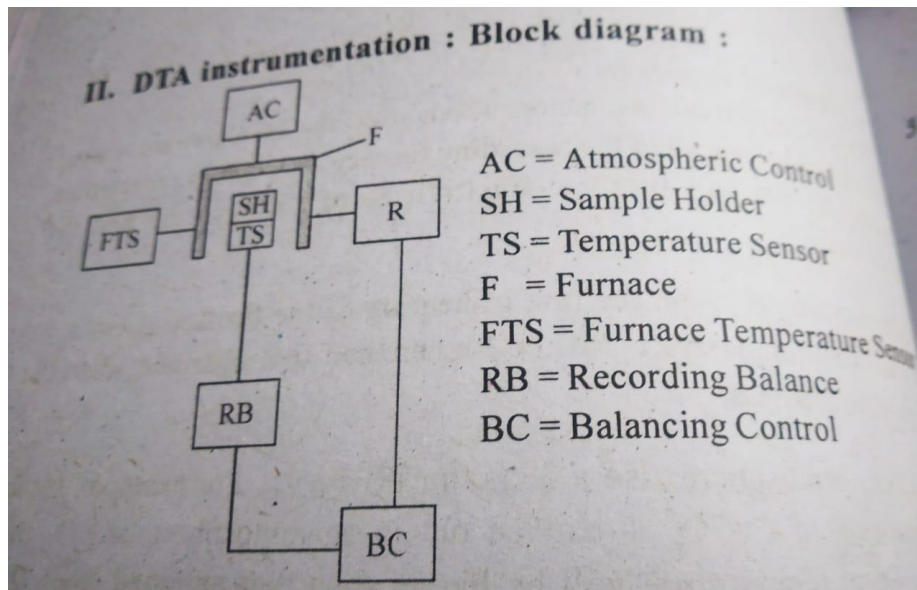 II. DTA instrumentation : Block diagram :
AC
F
SH
TS
FTS
R
RB
BC
AC = Atmospheric Control
SH = Sample Holder
TS = Temperature Sensor
F = Furnace
FTS = Furnace Temperature Sensor
RB = Recording Balance
BC = Balancing Control